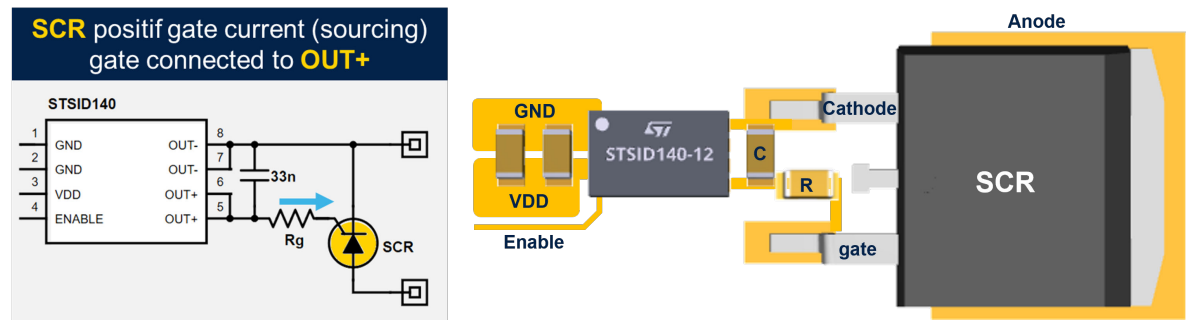 SCR positif gate current (sourcing)
gate connected to OUT+
STSID140
1 GND OUT- 8
2 GND OUT- 7
3 VDD OUT+ 6
4 ENABLE OUT+ 5
33n
Rg
SCR
Anode
GND
Cathode
ST
STSID140-12
C
R
SCR
VDD
Enable
gate